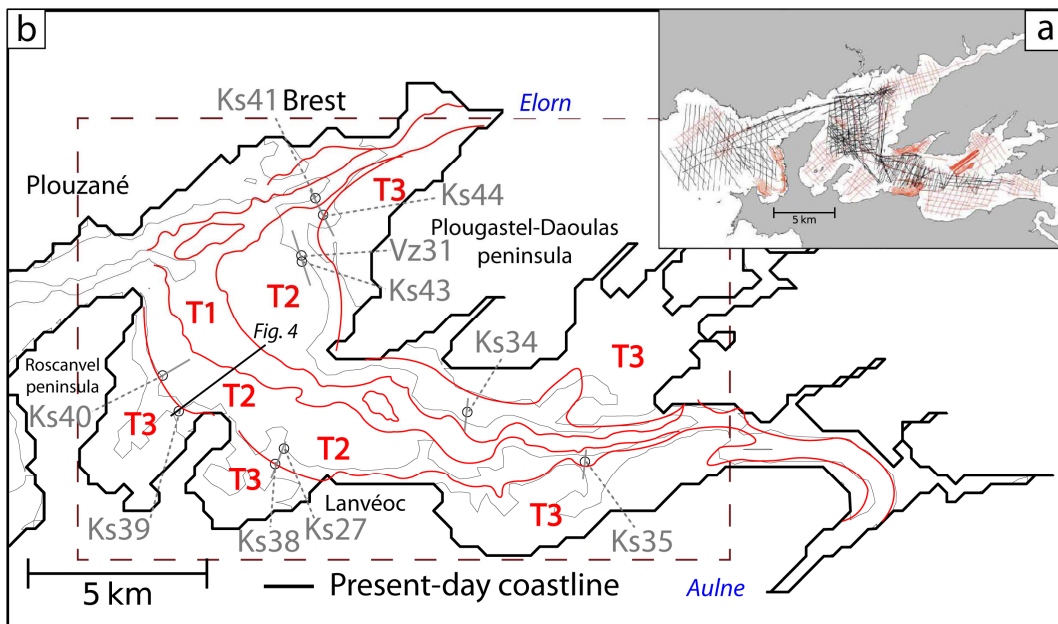 b
a
5 km
Ks41 Brest
Elorn
Plouzané
T3
Ks44
Plougastel-Daoulas
peninsula
Vz31
Ks43
T1
T2
Fig. 4
Ks34
T3
Roscanvel
peninsula
Ks40
T2
T3
T2
T3
Lanvéoc
T3
Ks39
Ks38
Ks27
Ks35
5 km
Present-day coastline
Aulne